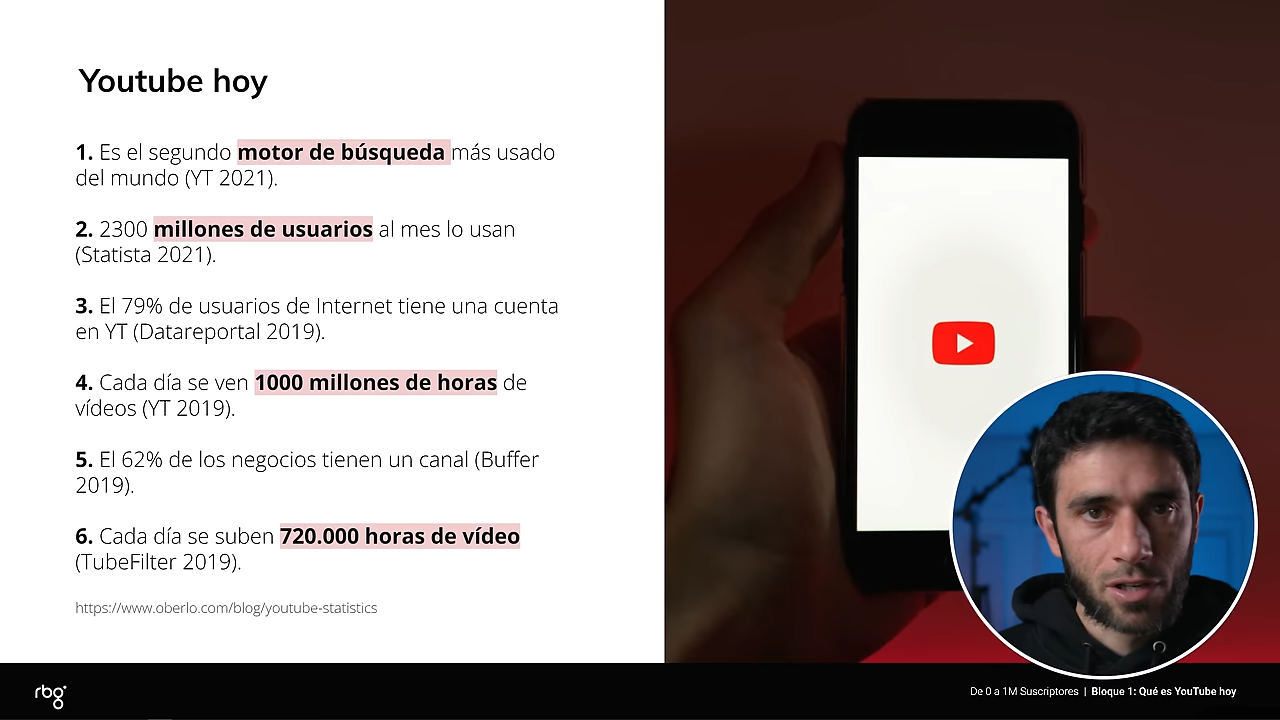 Youtube hoy
1. Es el segundo motor de búsqueda más usado
del mundo (YT 2021).
2. 2300 millones de usuarios al mes lo usan
(Statista 2021).
3. El 79% de usuarios de Internet tiene una cuenta
en YT (Datareportal 2019).
4. Cada día se ven 1000 millones de horas de
vídeos (YT 2019).
5. El 62% de los negocios tienen un canal (Buffer
2019).
6. Cada día se suben 720.000 horas de vídeo
(TubeFilter 2019).
https://www.oberlo.com/blog/youtube-statistics
rbg
De 0 a 1M Suscriptores | Bloque 1: Qué es YouTube hoy